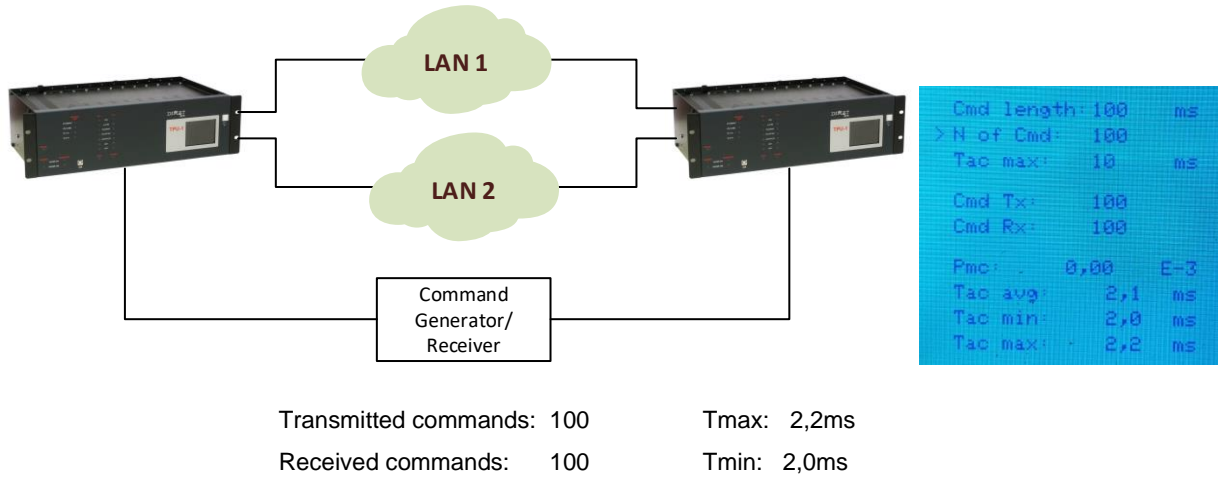 LAN 1
LAN 2
Command
Generator/
Receiver
Cmd length: 100 ms
> N of Cmd: 100
Tac max: 10 ms
Cmd Tx: 100
Cmd Rx: 100
Pmc: 0,00 E-3
Tac avg: 2,1 ms
Tac min: 2,0 ms
Tac max: 2,2 ms
Transmitted commands: 100 Tmax: 2,2ms
Received commands: 100 Tmin: 2,0ms